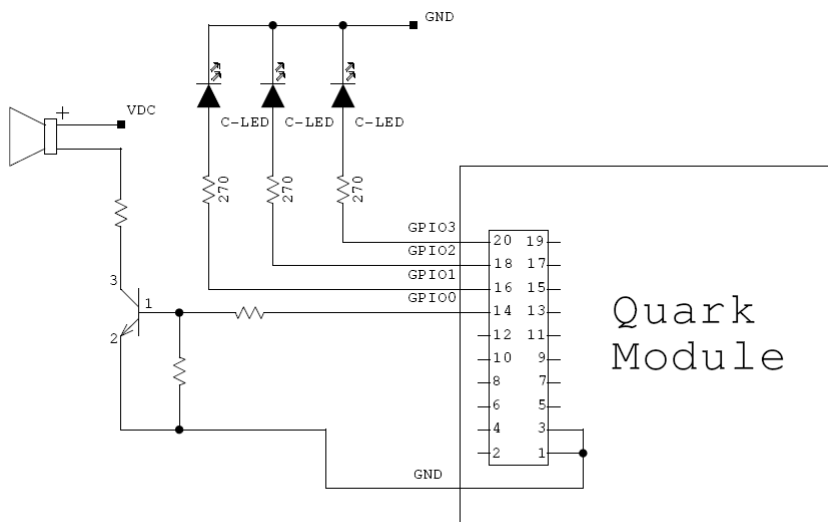 GND
VDC
C-LED C-LED C-LED
270 270 270
GPIO3
GPIO2
GPIO1
GPIO0
3
1
2
20 19
18 17
16 15
14 13
12 11
10 9
8 7
6 5
4 3
2 1
Quark
Module
GND